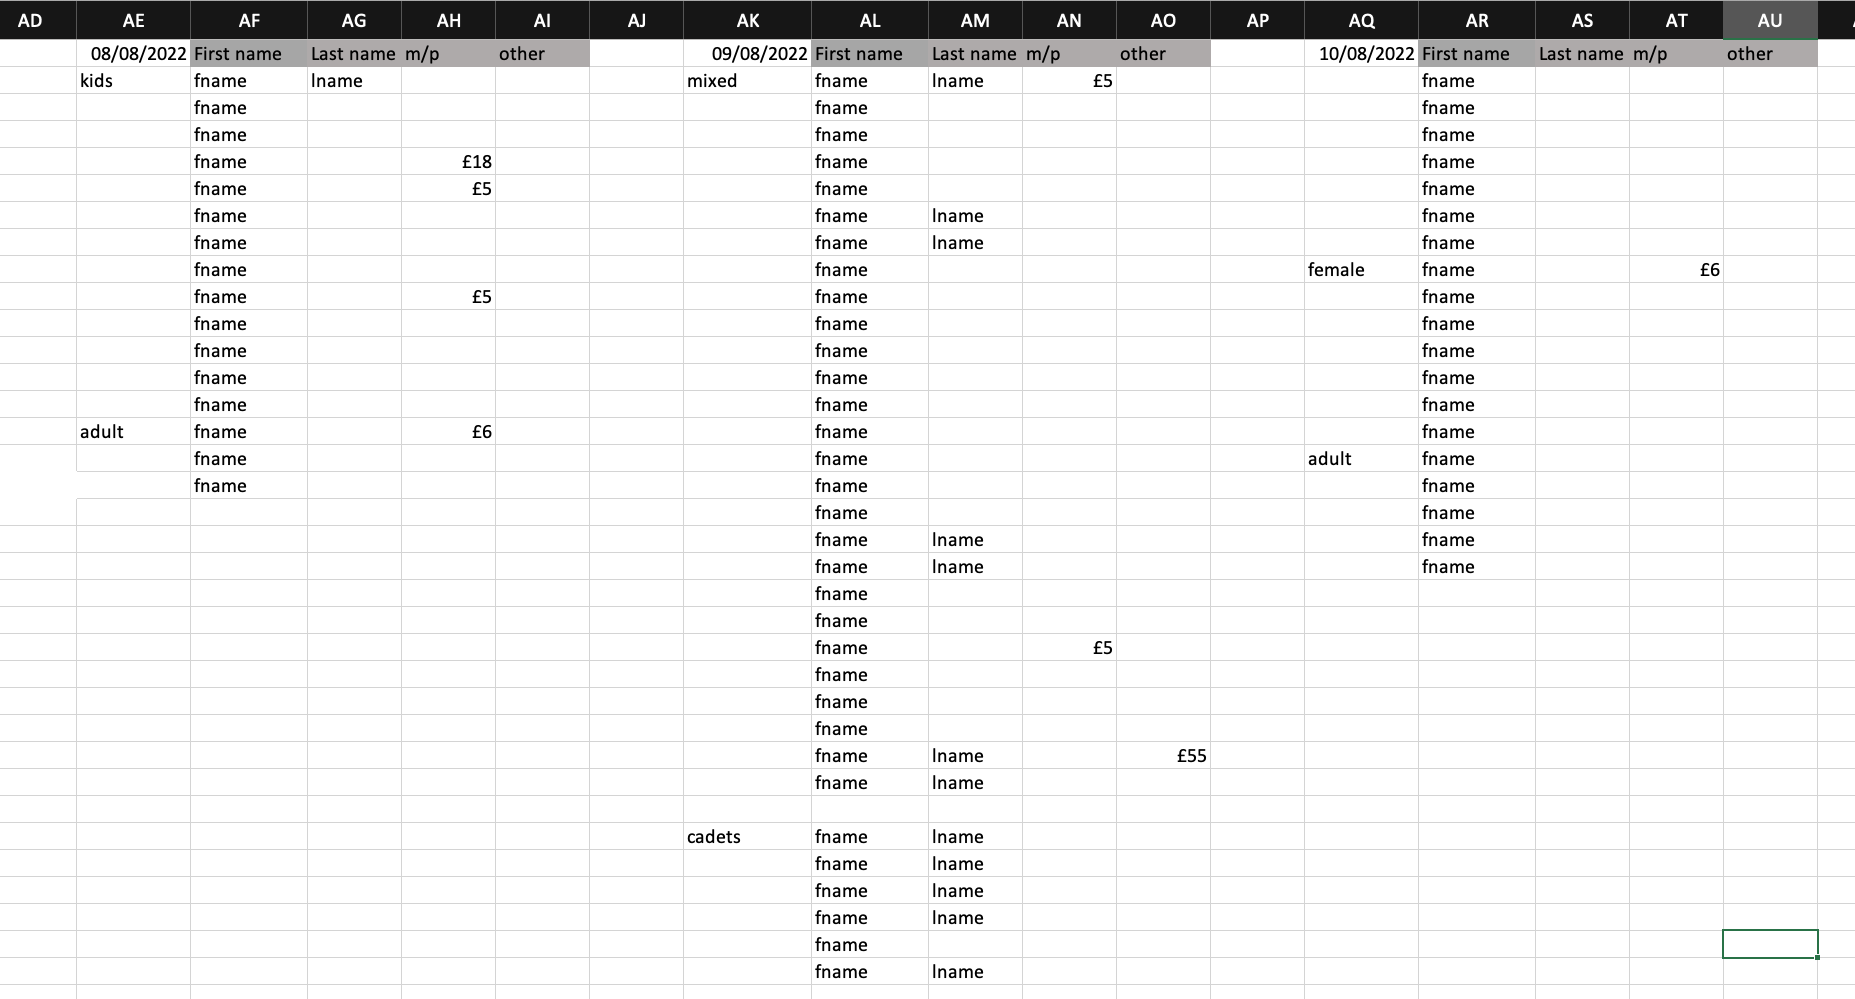 AD AE AF AG AH AI AJ AK AL AM AN AO AP AQ AR AS AT AU
08/08/2022 First name Last name m/p other 09/08/2022 First name Last name m/p other 10/08/2022 First name Last name m/p other
kids fname lname mixed fname lname £5 fname
fname fname fname
fname fname fname
fname £18 fname fname
fname £5 fname fname
fname fname lname fname
fname fname lname fname
fname fname female fname £6
fname £5 fname fname
fname fname fname
fname fname fname
fname fname fname
fname fname fname
adult fname £6 fname fname
fname fname adult fname
fname fname fname
fname fname
fname lname fname
fname lname fname
fname
fname
fname £5
fname
fname
fname
fname lname £55
fname lname
cadets fname lname
fname lname
fname lname
fname lname
fname
fname lname